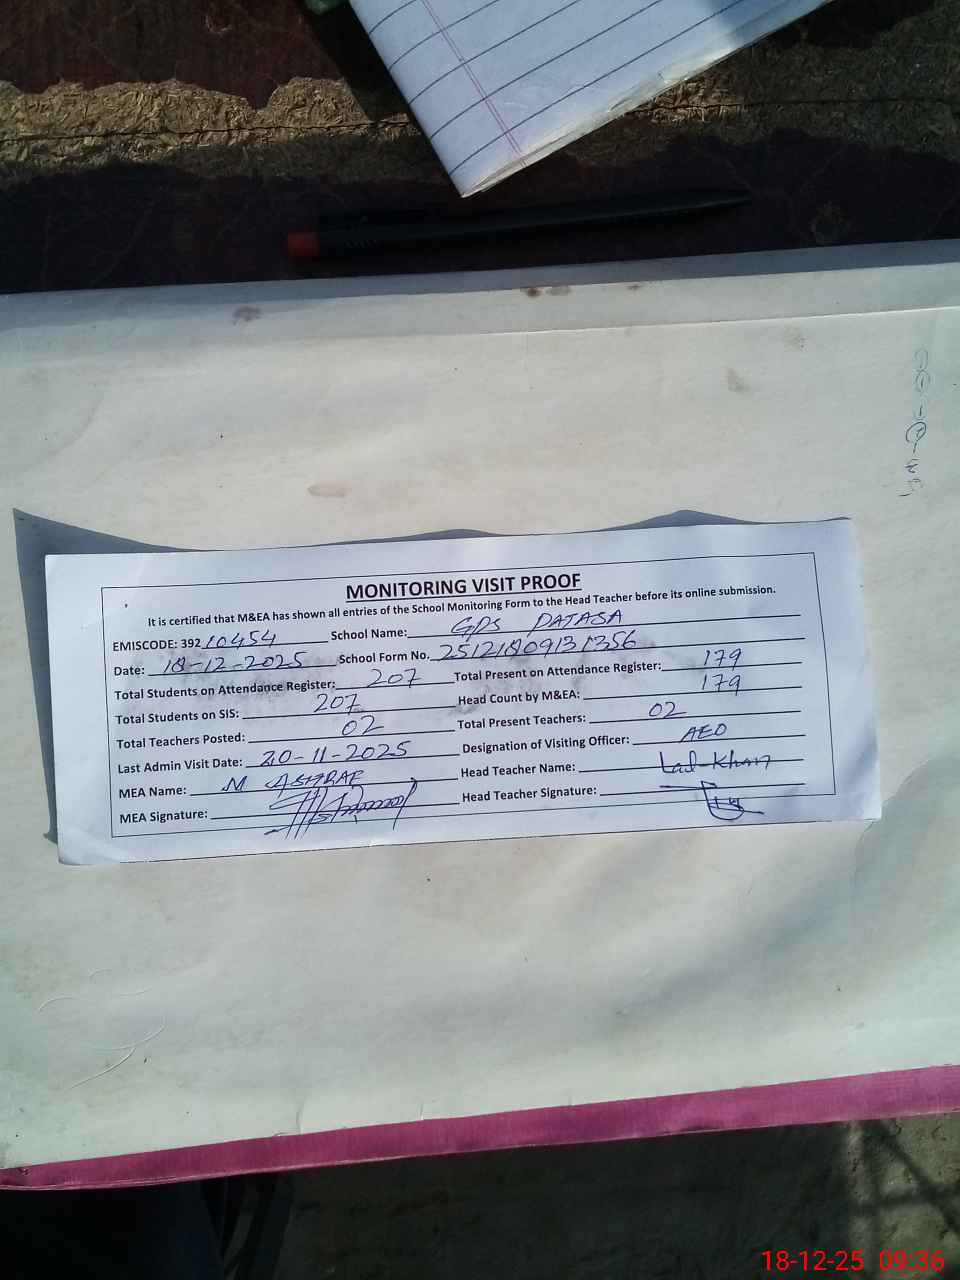 MONITORING VISIT PROOF
It is certified that M&EA has shown all entries of the School Monitoring Form to the Head Teacher before its online submission.
EMISCODE: 392 10454 School Name: GPS PATASA
Date: 18-12-2025 School Form No. 25121809131356
Total Students on Attendance Register: 207 Total Present on Attendance Register: 179
Total Students on SIS: 207 Head Count by M&EA: 179
Total Teachers Posted: 02 Total Present Teachers: 02
Last Admin Visit Date: 20-11-2025 Designation of Visiting Officer: AEO
MEA Name: M ASHRAF Head Teacher Name: Lal-Khan
MEA Signature: Head Teacher Signature:
18-12-25 09:36